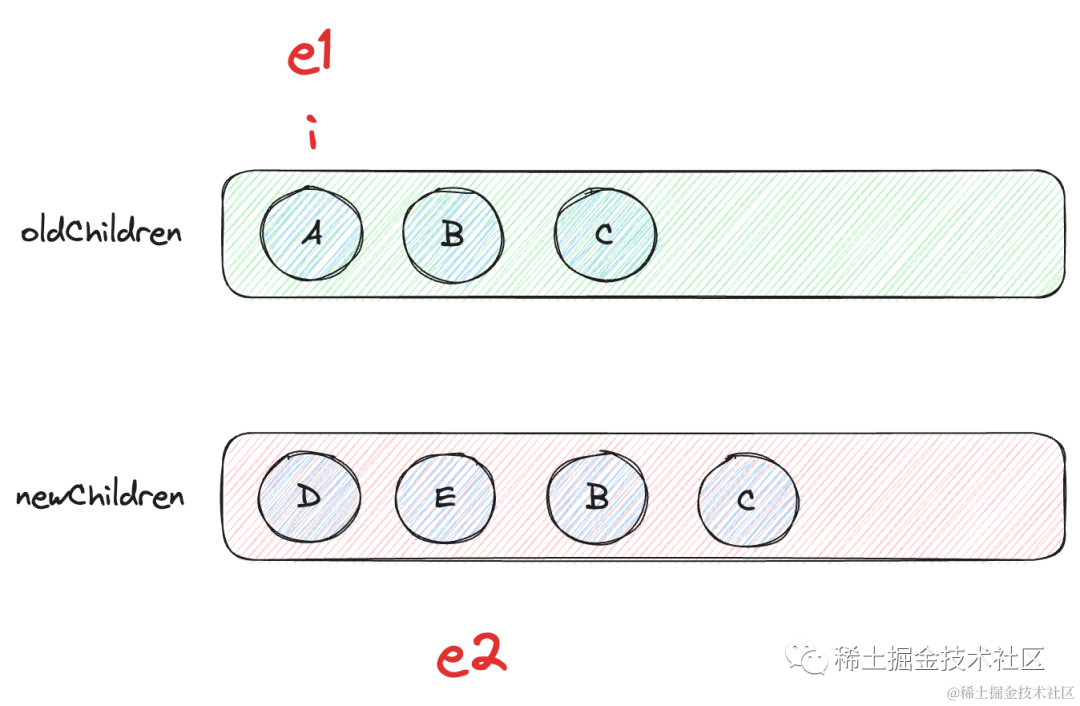 e1
i
oldChildren A B C
newChildren D E B C
e2
稀土掘金技术社区
@稀土掘金技术社区